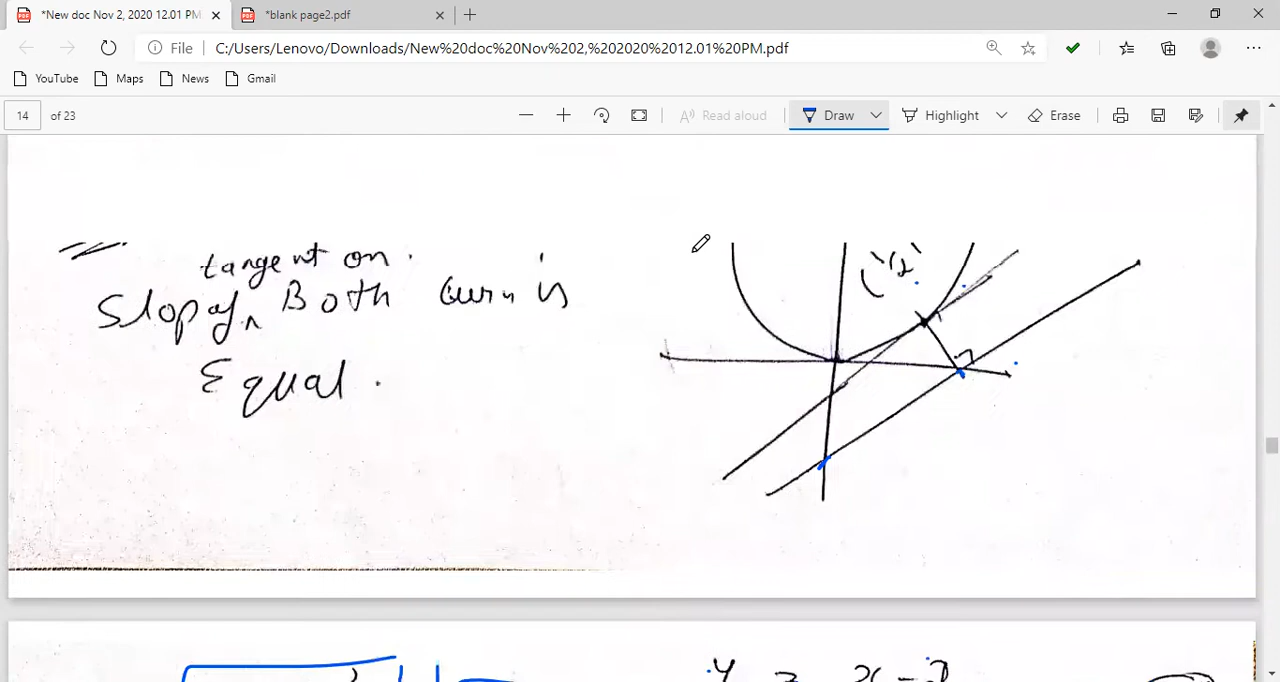 *New doc Nov 2, 2020 12.01 PM
*blank page2.pdf
File C:/Users/Lenovo/Downloads/New%20doc%20Nov%202,%202020%2012.01%20PM.pdf
YouTube Maps News Gmail
14 of 23 Read aloud Draw Highlight Erase
tangent on
Slop of Both curv is
Equal.